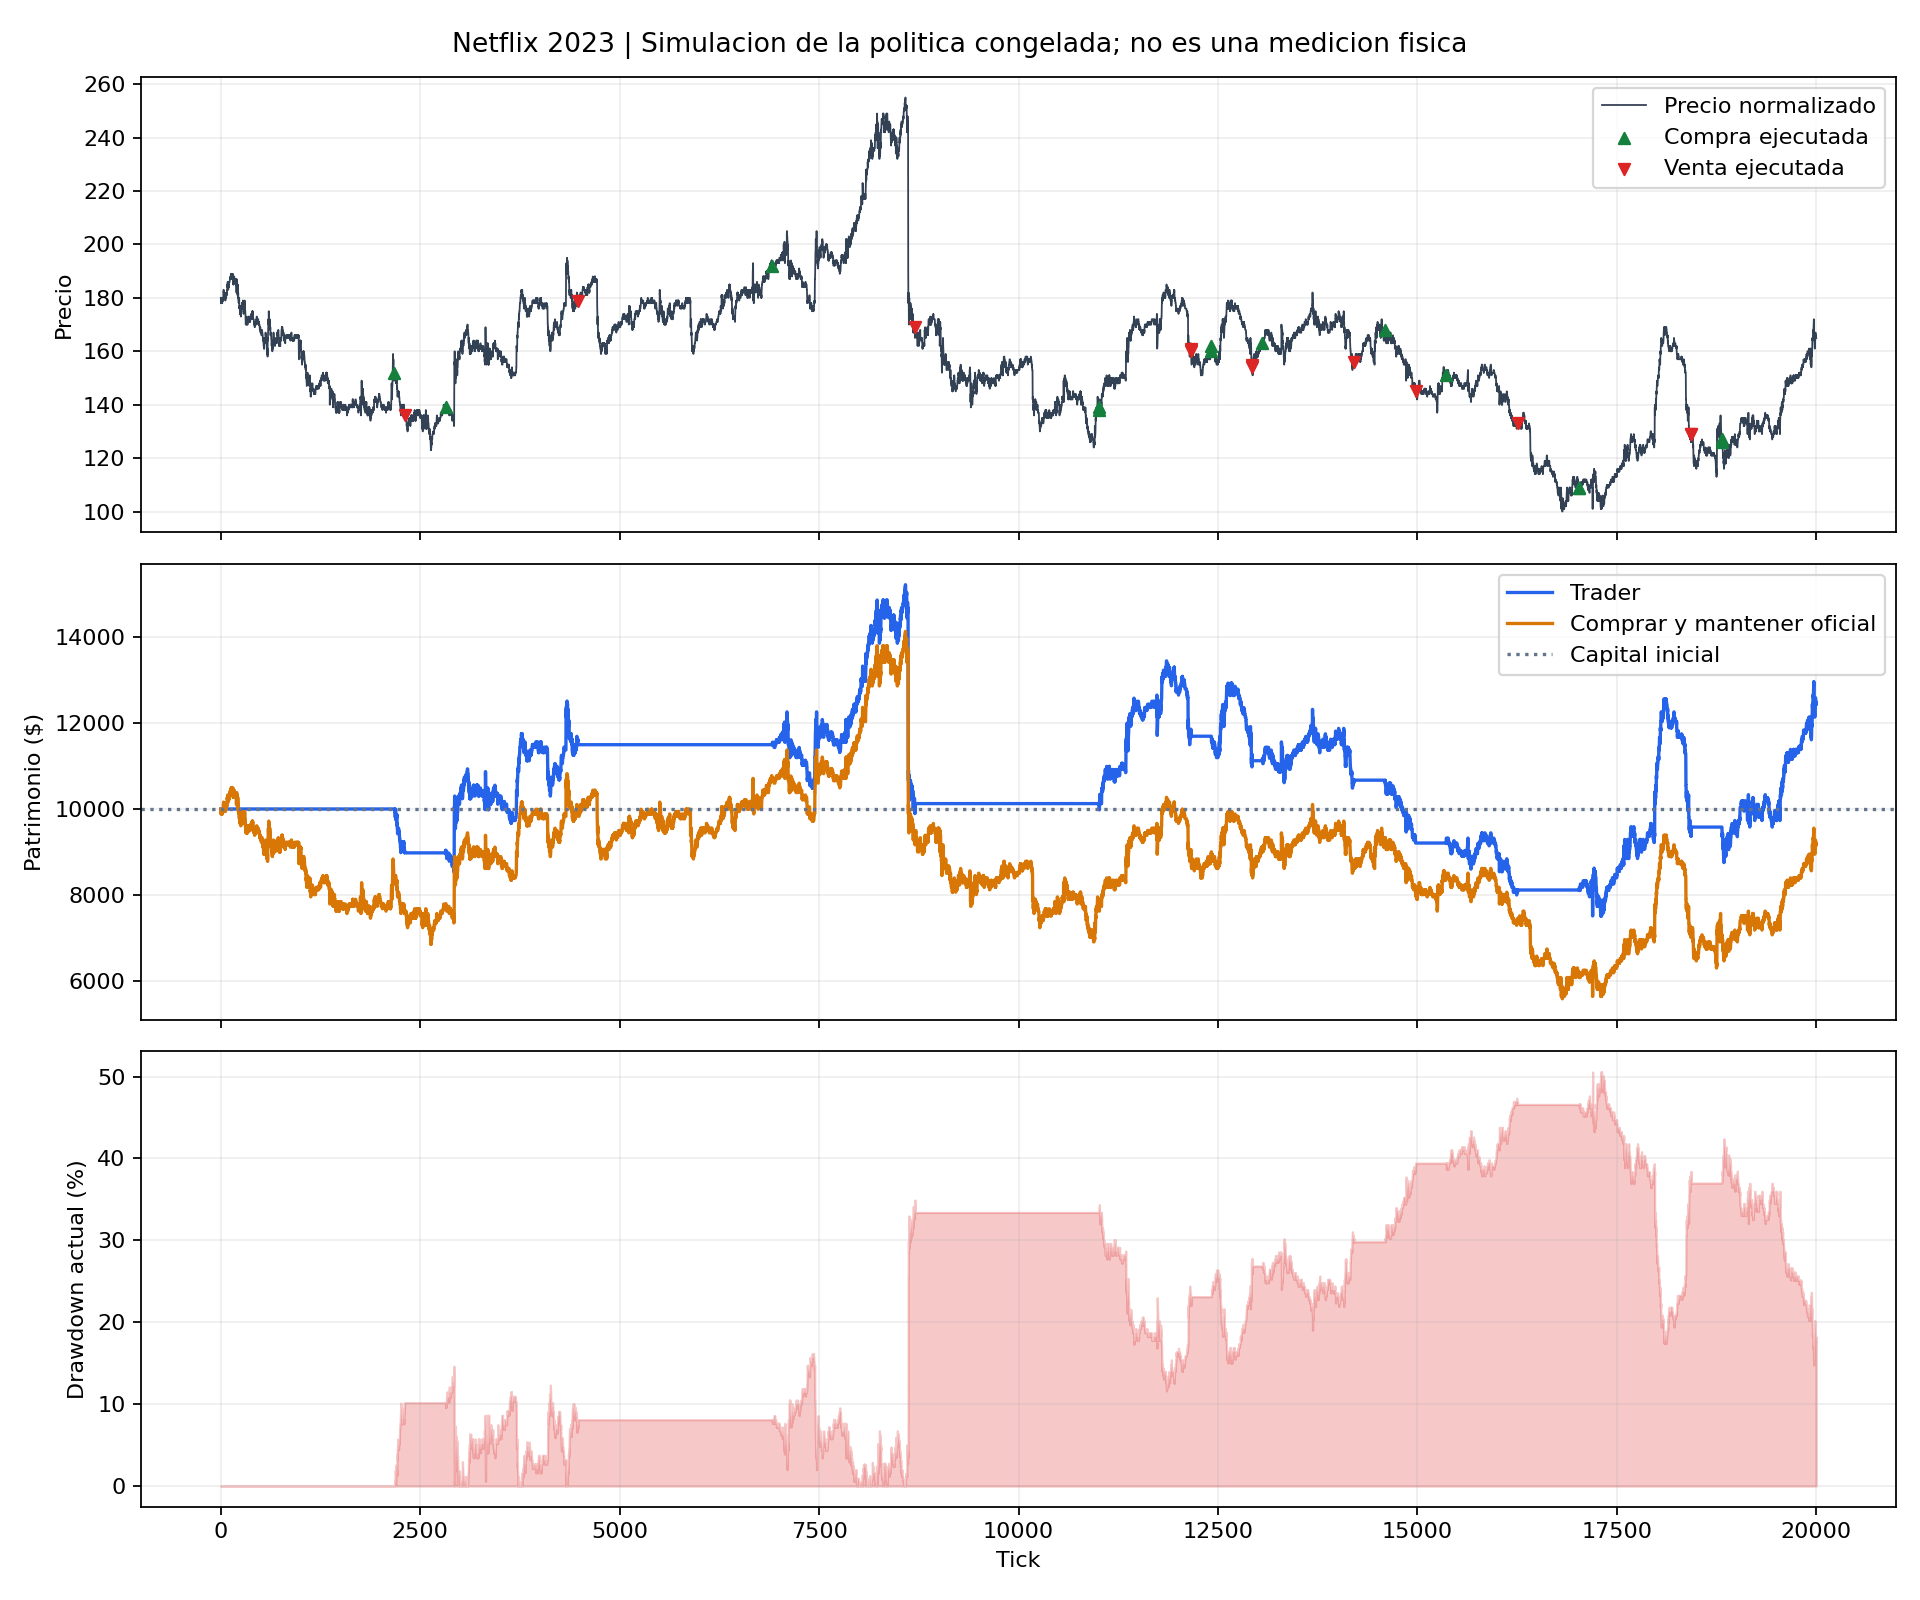 Netflix 2023 | Simulacion de la politica congelada; no es una medicion fisica
260
240
220
200
180
160
140
120
100
Precio
Precio normalizado
Compra ejecutada
Venta ejecutada
14000
12000
10000
8000
6000
Patrimonio ($)
Trader
Comprar y mantener oficial
Capital inicial
50
40
30
20
10
0
Drawdown actual (%)
0 2500 5000 7500 10000 12500 15000 17500 20000
Tick